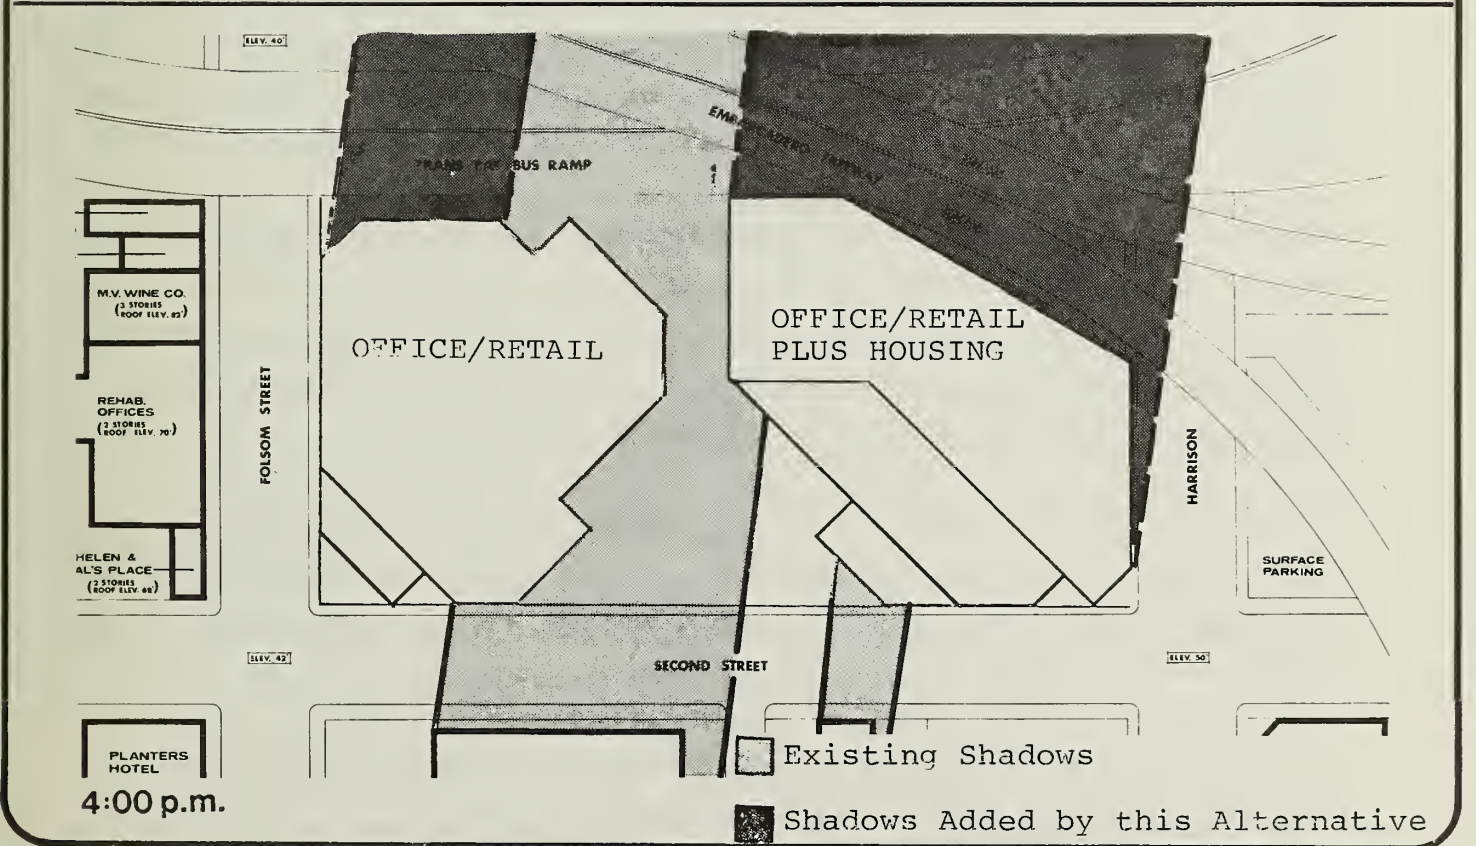 ELEV. 40'
EMBARCADERO FREEWAY
TRANS BAY BUS RAMP
M.V. WINE CO.
(3 STORIES
ROOF ELEV. 82')
OFFICE/RETAIL
OFFICE/RETAIL
PLUS HOUSING
FOLSOM STREET
REHAB.
OFFICES
(2 STORIES
ROOF ELEV. 70')
HARRISON
HELEN &
AL'S PLACE
(2 STORIES
ROOF ELEV. 62')
SURFACE
PARKING
ELEV. 42'
SECOND STREET
ELEV. 50'
PLANTERS
HOTEL
4:00 p.m.
Existing Shadows
Shadows Added by this Alternative